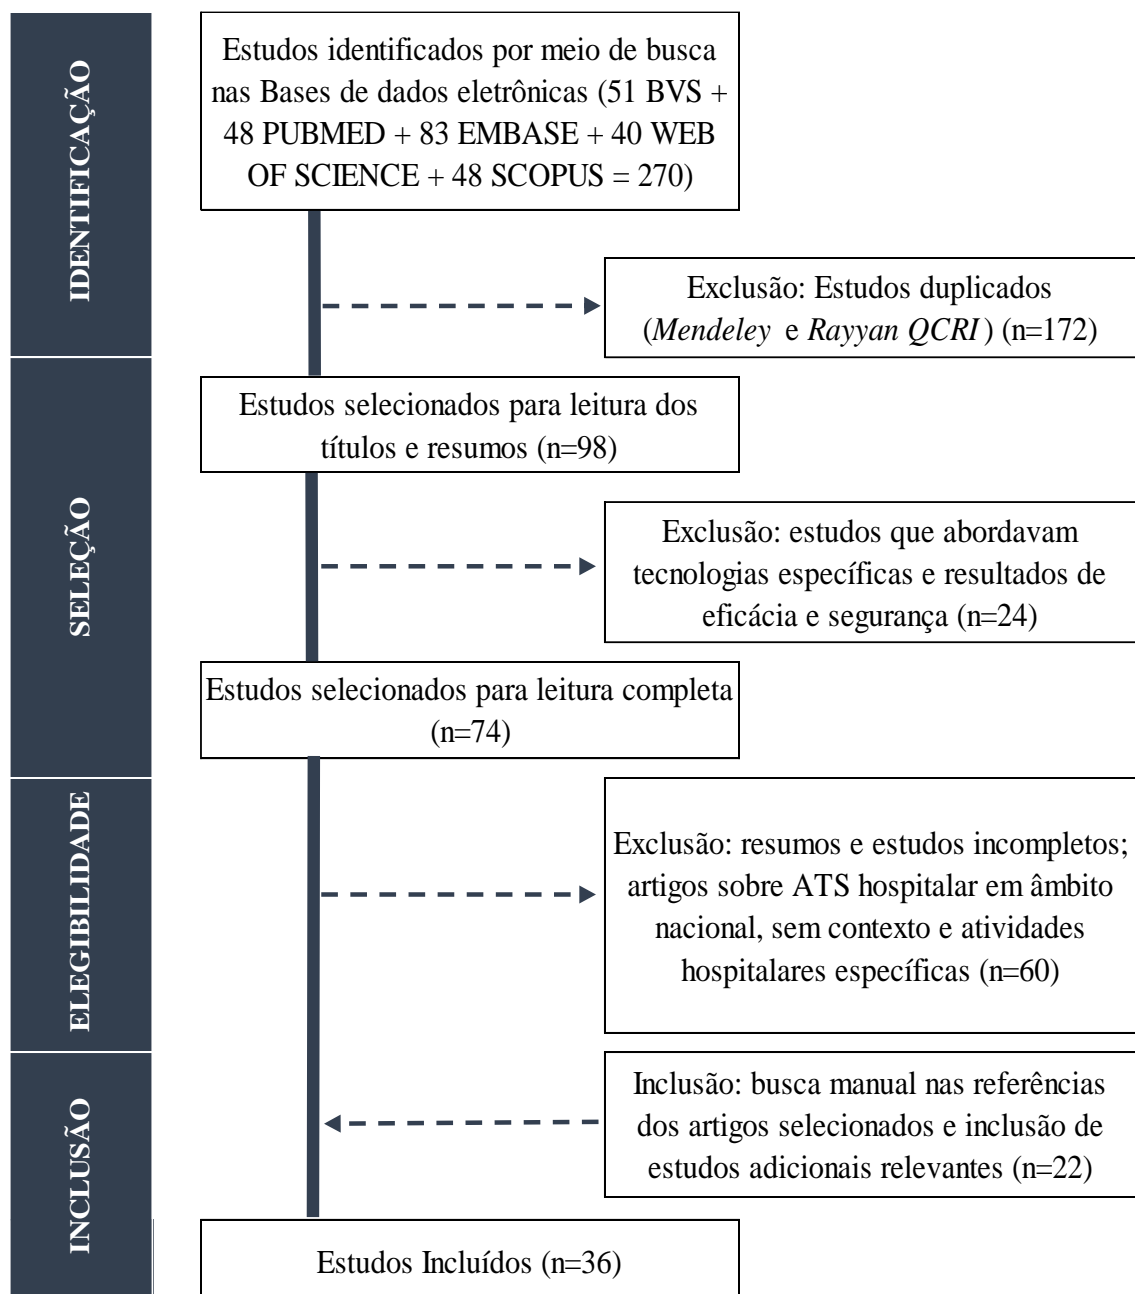 IDENTIFICAÇÃO
Estudos identificados por meio de busca
nas Bases de dados eletrônicas (51 BVS +
48 PUBMED + 83 EMBASE + 40 WEB
OF SCIENCE + 48 SCOPUS = 270)
Exclusão: Estudos duplicados
(Mendeley e Rayyan QCRI) (n=172)
SELEÇÃO
Estudos selecionados para leitura dos
títulos e resumos (n=98)
Exclusão: estudos que abordavam
tecnologias específicas e resultados de
eficácia e segurança (n=24)
Estudos selecionados para leitura completa
(n=74)
ELEGIBILIDADE
Exclusão: resumos e estudos incompletos;
artigos sobre ATS hospitalar em âmbito
nacional, sem contexto e atividades
hospitalares específicas (n=60)
INCLUSÃO
Inclusão: busca manual nas referências
dos artigos selecionados e inclusão de
estudos adicionais relevantes (n=22)
Estudos Incluídos (n=36)